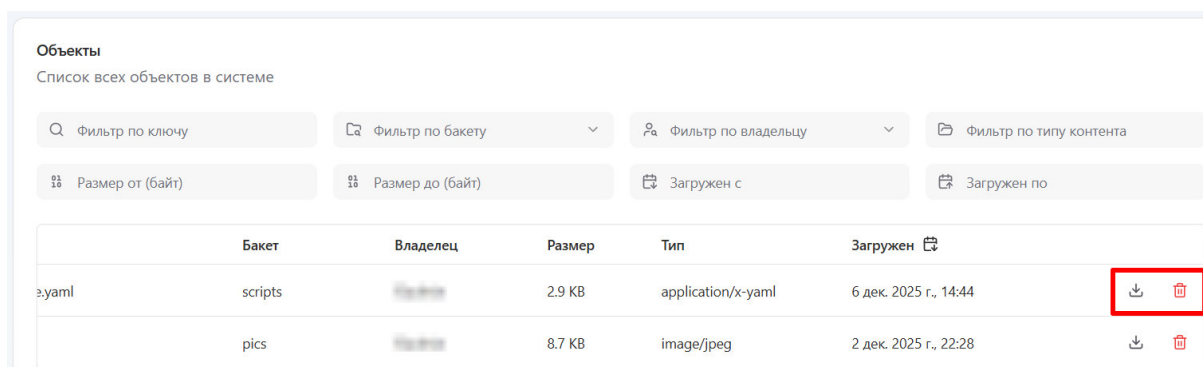 Объекты
Список всех объектов в системе
Фильтр по ключу Фильтр по бакету Фильтр по владельцу Фильтр по типу контента
Размер от (байт) Размер до (байт) Загружен с Загружен по
Бакет Владелец Размер Тип Загружен
e.yaml scripts 2.9 KB application/x-yaml 6 дек. 2025 г., 14:44
pics 8.7 KB image/jpeg 2 дек. 2025 г., 22:28